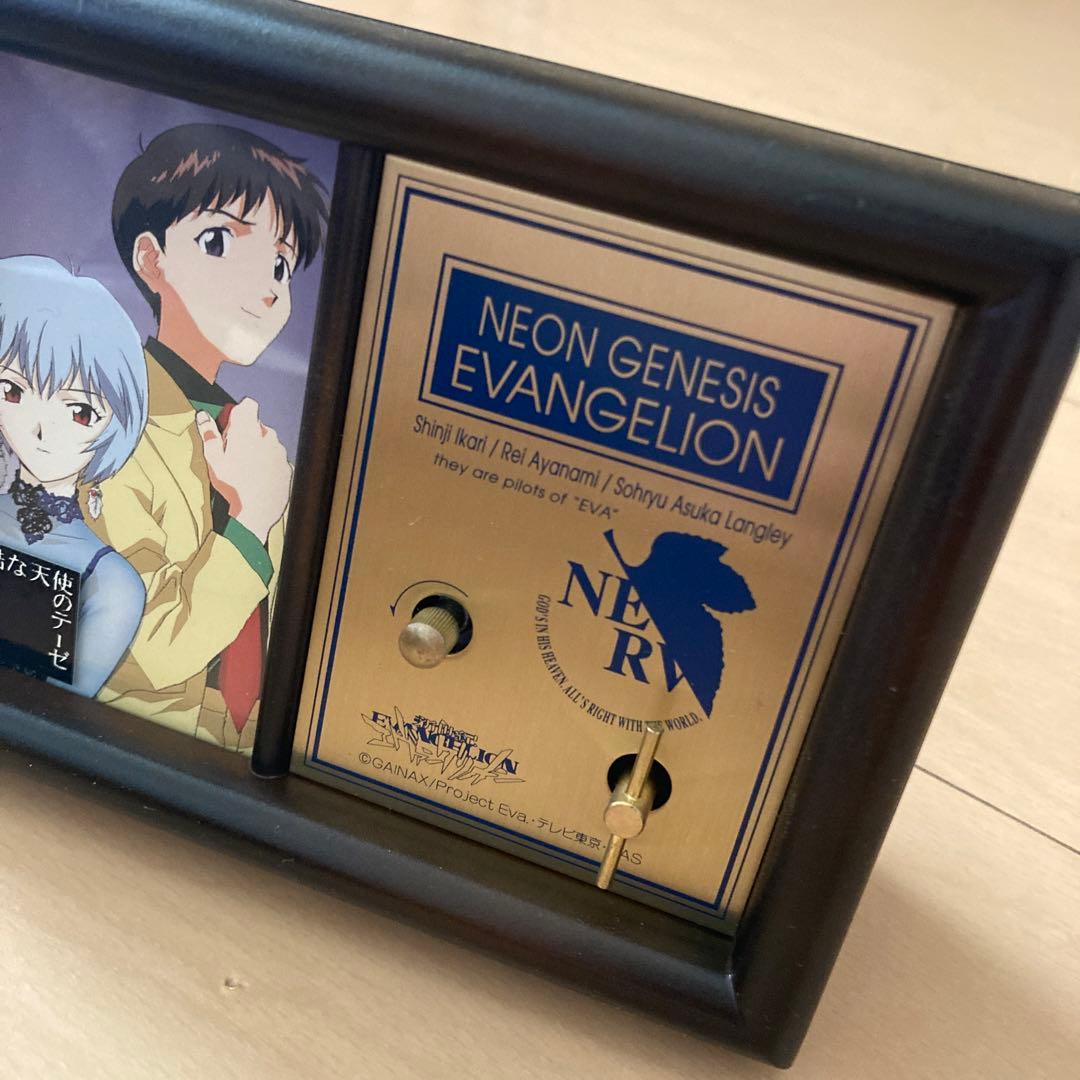 な天使のテーゼ
NEON GENESIS
EVANGELION
Shinji Ikari / Rei Ayanami / Sohryu Asuka Langley
they are pilots of "EVA"
NERV
GOD'S IN HIS HEAVEN. ALL'S RIGHT WITH THE WORLD.
EVANGELION
©GAINAX/Project Eva.・テレビ東京・